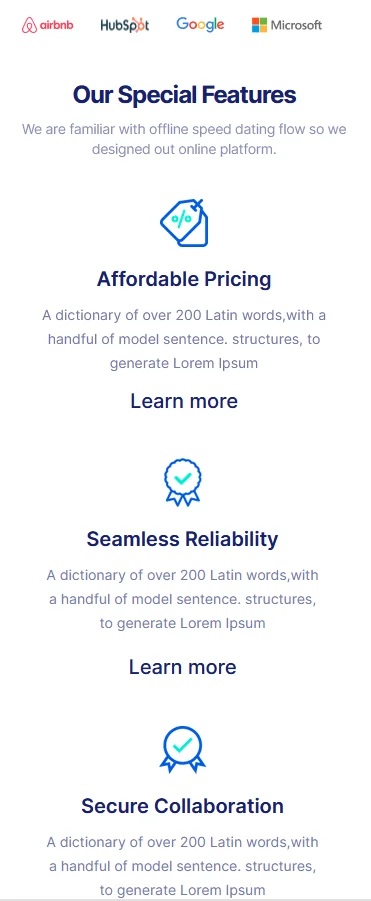 airbnb HubSpot Google Microsoft
Our Special Features
We are familiar with offline speed dating flow so we
designed out online platform.
%
Affordable Pricing
A dictionary of over 200 Latin words,with a
handful of model sentence. structures, to
generate Lorem Ipsum
Learn more
Seamless Reliability
A dictionary of over 200 Latin words,with
a handful of model sentence. structures,
to generate Lorem Ipsum
Learn more
Secure Collaboration
A dictionary of over 200 Latin words,with
a handful of model sentence. structures,
to generate Lorem Ipsum